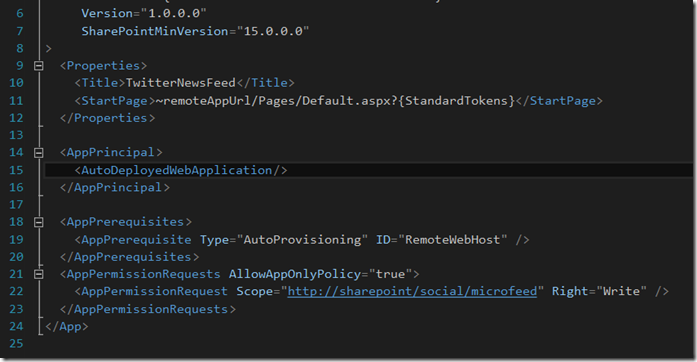 6 Version="1.0.0.0"
7 SharePointMinVersion="15.0.0.0"
8 >
9 <Properties>
10 <Title>TwitterNewsFeed</Title>
11 <StartPage>~remoteAppUrl/Pages/Default.aspx?{StandardTokens}</StartPage>
12 </Properties>
13
14 <AppPrincipal>
15 <AutoDeployedWebApplication/>
16 </AppPrincipal>
17
18 <AppPrerequisites>
19 <AppPrerequisite Type="AutoProvisioning" ID="RemoteWebHost" />
20 </AppPrerequisites>
21 <AppPermissionRequests AllowAppOnlyPolicy="true">
22 <AppPermissionRequest Scope="http://sharepoint/social/microfeed" Right="Write" />
23 </AppPermissionRequests>
24 </App>
25